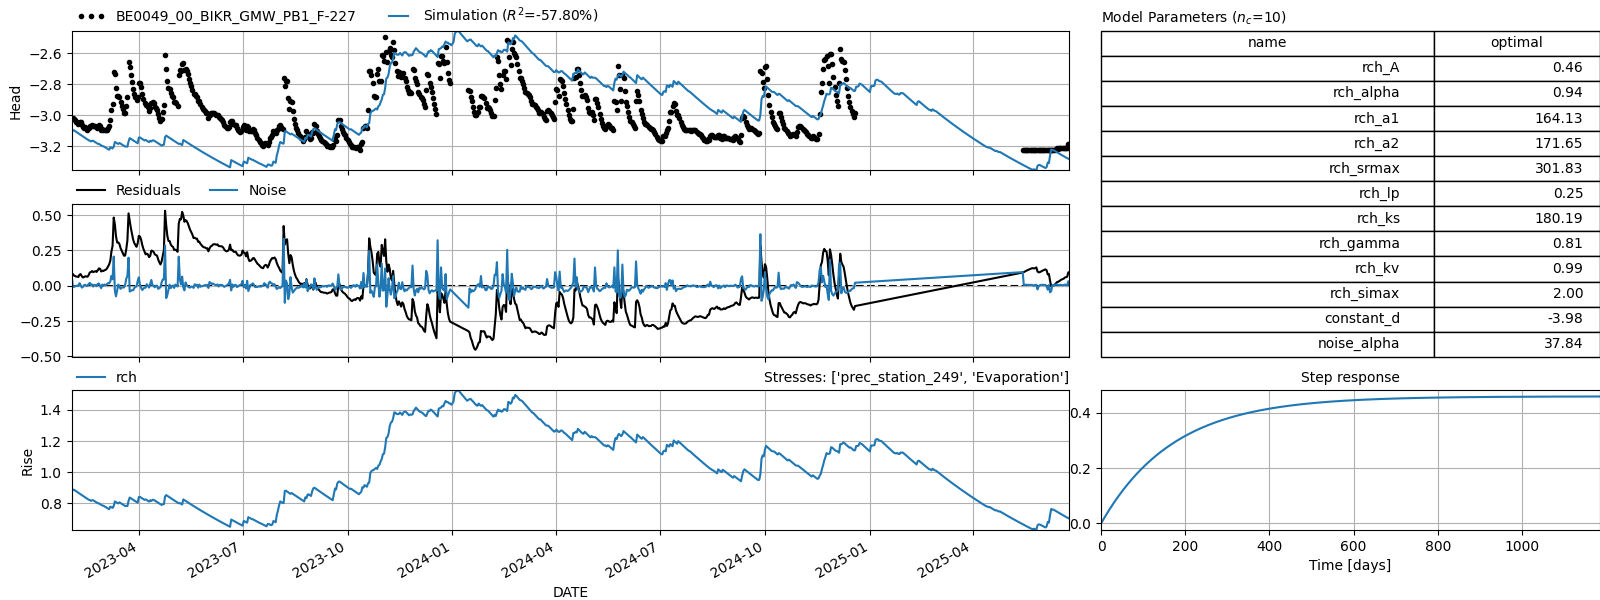 BE0049_00_BIKR_GMW_PB1_F-227
Simulation (R²=-57.80%)
Head
−2.6
−2.8
−3.0
−3.2
Residuals
Noise
0.50
0.25
0.00
−0.25
−0.50
rch
Stresses: ['prec_station_249', 'Evaporation']
Rise
1.4
1.2
1.0
0.8
2023-04
2023-07
2023-10
2024-01
2024-04
2024-07
2024-10
2025-01
2025-04
DATE
Model Parameters (n_c=10)
name optimal
rch_A 0.46
rch_alpha 0.94
rch_a1 164.13
rch_a2 171.65
rch_srmax 301.83
rch_lp 0.25
rch_ks 180.19
rch_gamma 0.81
rch_kv 0.99
rch_simax 2.00
constant_d -3.98
noise_alpha 37.84
Step response
0.4
0.2
0.0
0 200 400 600 800 1000
Time [days]